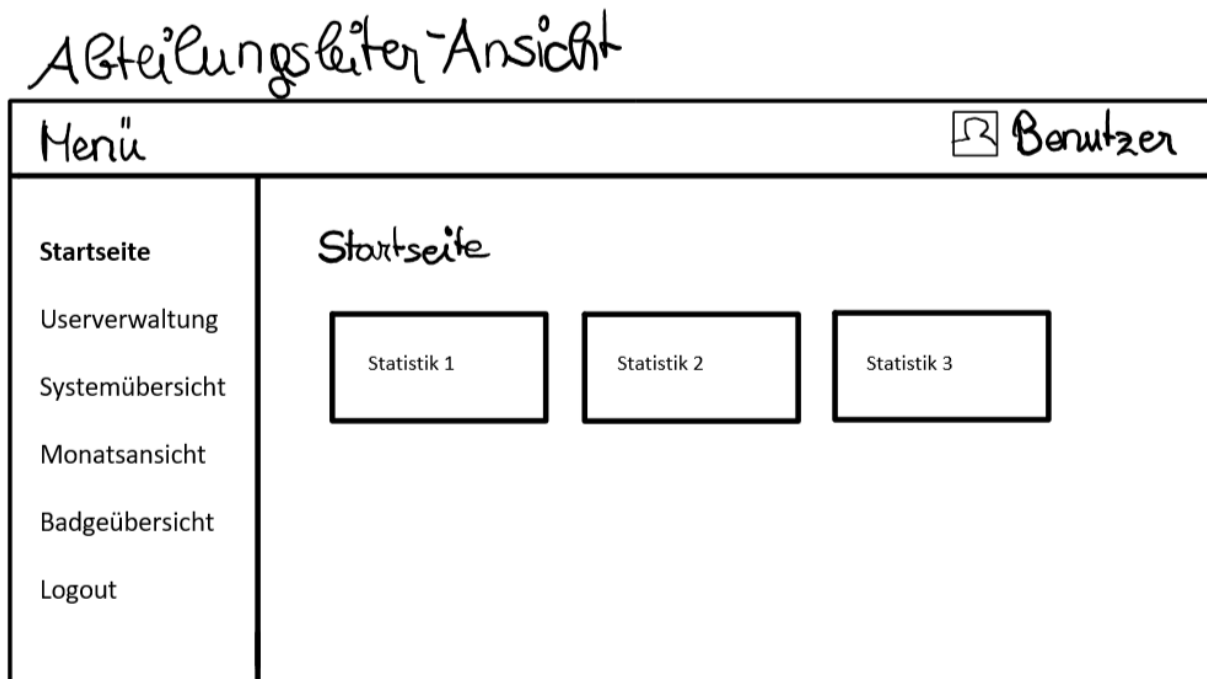 Abteilungsleiter-Ansicht
Menü
Benutzer
Startseite
Userverwaltung
Systemübersicht
Monatsansicht
Badgeübersicht
Logout
Startseite
Statistik 1
Statistik 2
Statistik 3